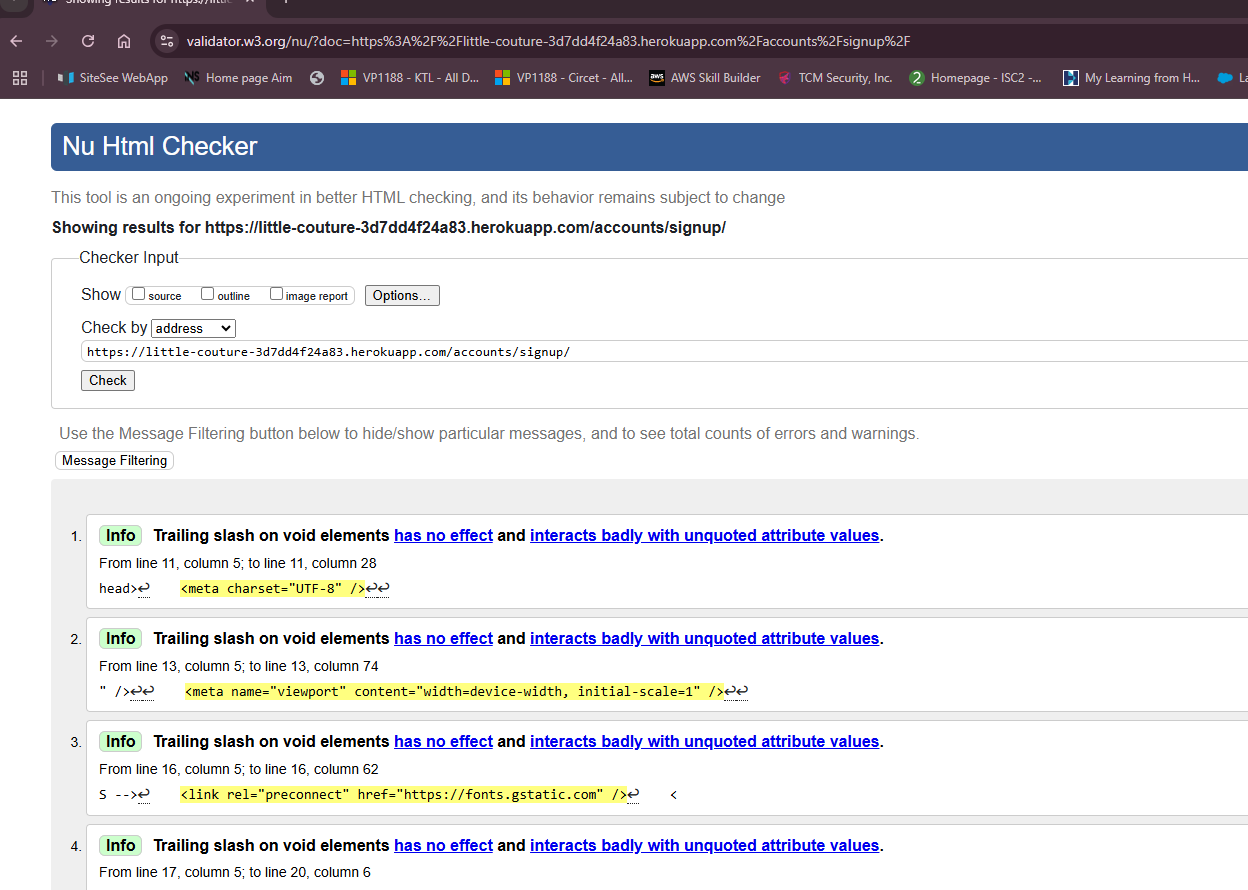 Showing results for https://little
validator.w3.org/nu/?doc=https%3A%2F%2Flittle-couture-3d7dd4f24a83.herokuapp.com%2Faccounts%2Fsignup%2F
SiteSee WebApp Home page Aim VP1188 - KTL - All D... VP1188 - Circet - All... aws AWS Skill Builder TCM Security, Inc. 2 Homepage - ISC2 -... My Learning from H... La
Nu Html Checker
This tool is an ongoing experiment in better HTML checking, and its behavior remains subject to change
Showing results for https://little-couture-3d7dd4f24a83.herokuapp.com/accounts/signup/
Checker Input
Show source outline image report Options...
Check by address
https://little-couture-3d7dd4f24a83.herokuapp.com/accounts/signup/
Check
Use the Message Filtering button below to hide/show particular messages, and to see total counts of errors and warnings.
Message Filtering
1. Info Trailing slash on void elements has no effect and interacts badly with unquoted attribute values.
From line 11, column 5; to line 11, column 28
head>↩ <meta charset="UTF-8" />↩↩
2. Info Trailing slash on void elements has no effect and interacts badly with unquoted attribute values.
From line 13, column 5; to line 13, column 74
" />↩↩ <meta name="viewport" content="width=device-width, initial-scale=1" />↩↩
3. Info Trailing slash on void elements has no effect and interacts badly with unquoted attribute values.
From line 16, column 5; to line 16, column 62
S -->↩ <link rel="preconnect" href="https://fonts.gstatic.com" />↩ <
4. Info Trailing slash on void elements has no effect and interacts badly with unquoted attribute values.
From line 17, column 5; to line 20, column 6